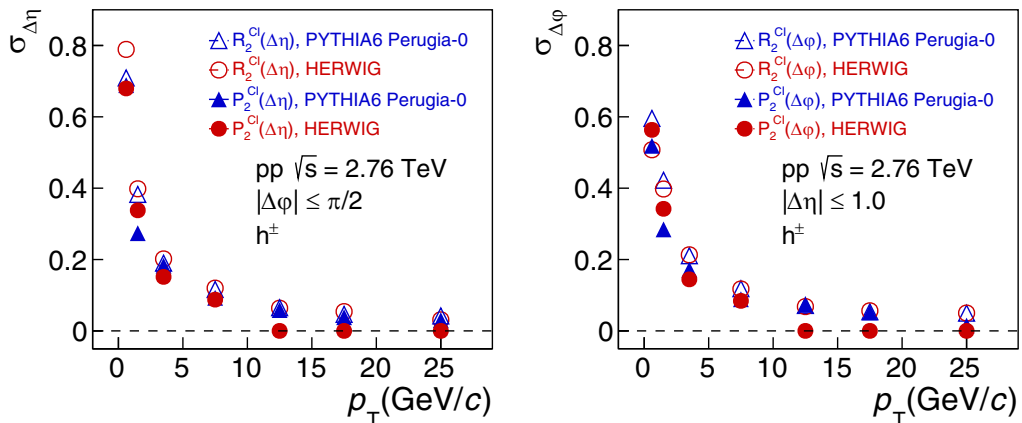 σΔη
0.8
0.6
0.4
0.2
0
R₂^CI(Δη), PYTHIA6 Perugia-0
R₂^CI(Δη), HERWIG
P₂^CI(Δη), PYTHIA6 Perugia-0
P₂^CI(Δη), HERWIG
pp √s = 2.76 TeV
|Δφ| ≤ π/2
h±
0 5 10 15 20 25
p_T(GeV/c)
σΔφ
0.8
0.6
0.4
0.2
0
R₂^CI(Δφ), PYTHIA6 Perugia-0
R₂^CI(Δφ), HERWIG
P₂^CI(Δφ), PYTHIA6 Perugia-0
P₂^CI(Δφ), HERWIG
pp √s = 2.76 TeV
|Δη| ≤ 1.0
h±
0 5 10 15 20 25
p_T(GeV/c)